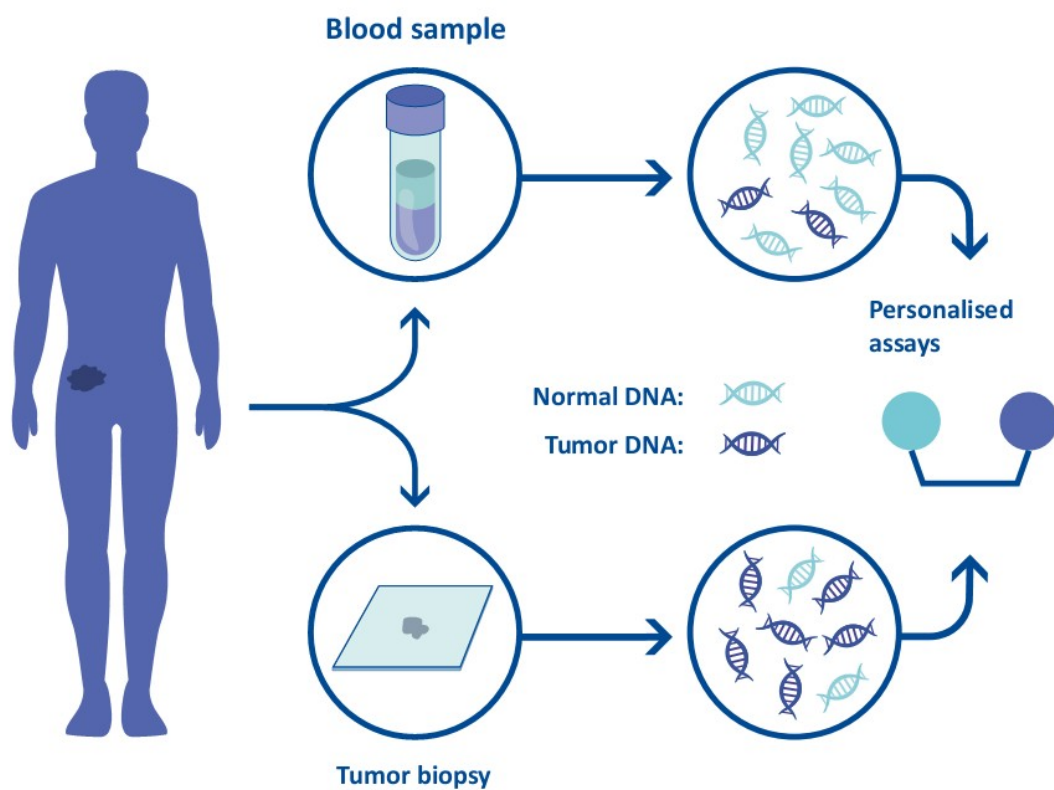 Blood sample
Personalised
assays
Normal DNA:
Tumor DNA:
Tumor biopsy